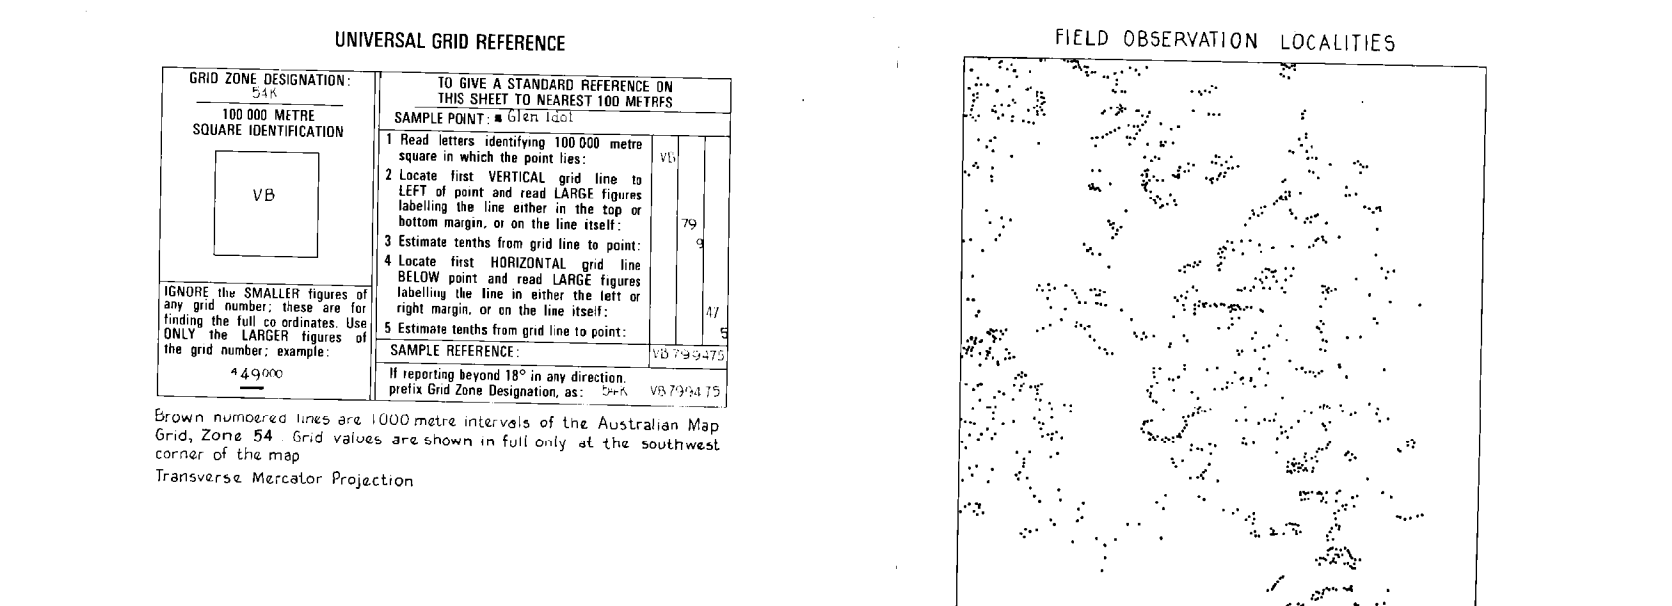 UNIVERSAL GRID REFERENCE
GRID ZONE DESIGNATION:
54K
100 000 METRE
SQUARE IDENTIFICATION
VB
IGNORE the SMALLER figures of
any grid number; these are for
finding the full co ordinates. Use
ONLY the LARGER figures of
the grid number; example:
449000
TO GIVE A STANDARD REFERENCE ON
THIS SHEET TO NEAREST 100 METRES
SAMPLE POINT: Glen Idol
1 Read letters identifying 100 000 metre
square in which the point lies: VB
2 Locate first VERTICAL grid line to
LEFT of point and read LARGE figures
labelling the line either in the top or
bottom margin, or on the line itself: 79
3 Estimate tenths from grid line to point: 9
4 Locate first HORIZONTAL grid line
BELOW point and read LARGE figures
labelling the line in either the left or
right margin, or on the line itself: 47
5 Estimate tenths from grid line to point: 5
SAMPLE REFERENCE: VB 799475
If reporting beyond 18° in any direction,
prefix Grid Zone Designation, as: 54K VB799475
Brown numbered lines are 1000 metre intervals of the Australian Map
Grid, Zone 54. Grid values are shown in full only at the southwest
corner of the map
Transverse Mercator Projection
FIELD OBSERVATION LOCALITIES